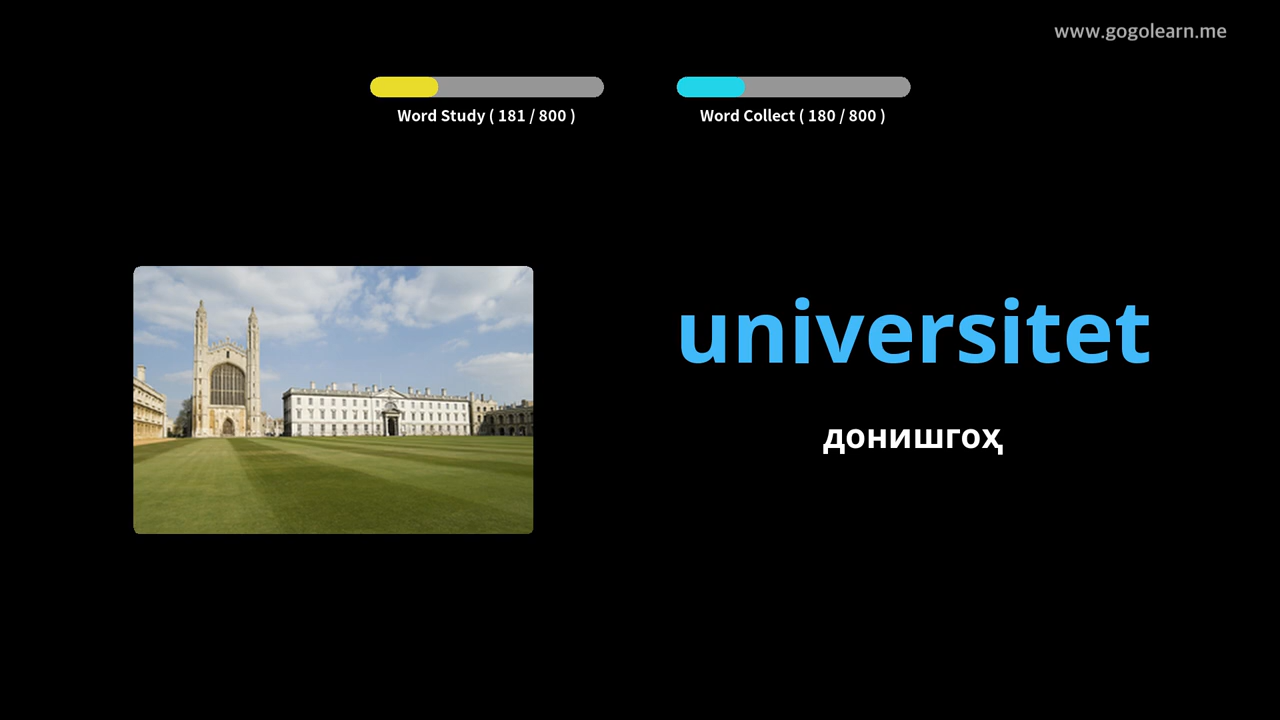 www.gogolearn.me
Word Study ( 181 / 800 )
Word Collect ( 180 / 800 )
universitet
донишгоҳ